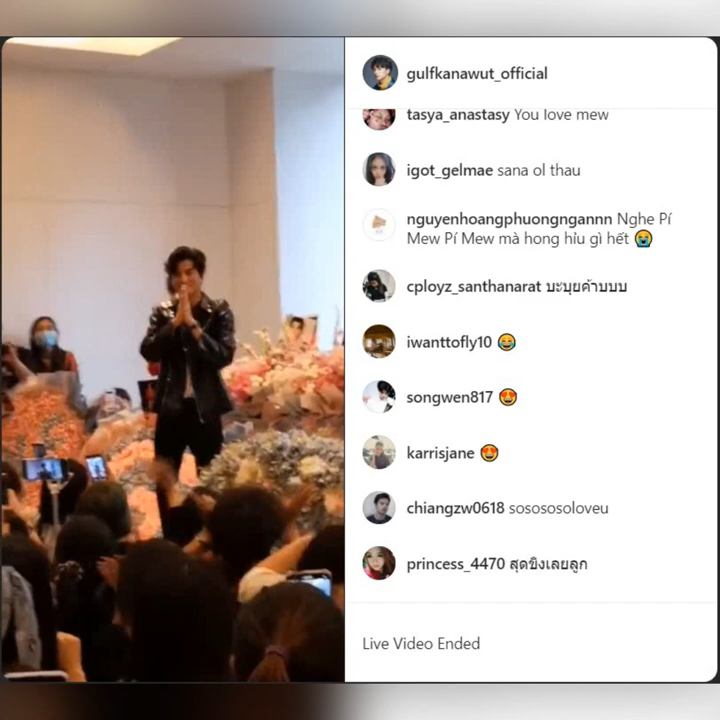 gulfkanawut_official
tasya_anastasy You love mew
igot_gelmae sana ol thau
nguyenhoangphuongngannn Nghe Pí
Mew Pí Mew mà hong hỉu gì hết 😭
cployz_santhanarat บะบุยค้าบบบ
iwanttofly10 😂
songwen817 😍
karrisjane 😍
chiangzw0618 sosososoloveu
princess_4470 สุดขิงเลยลูก
Live Video Ended